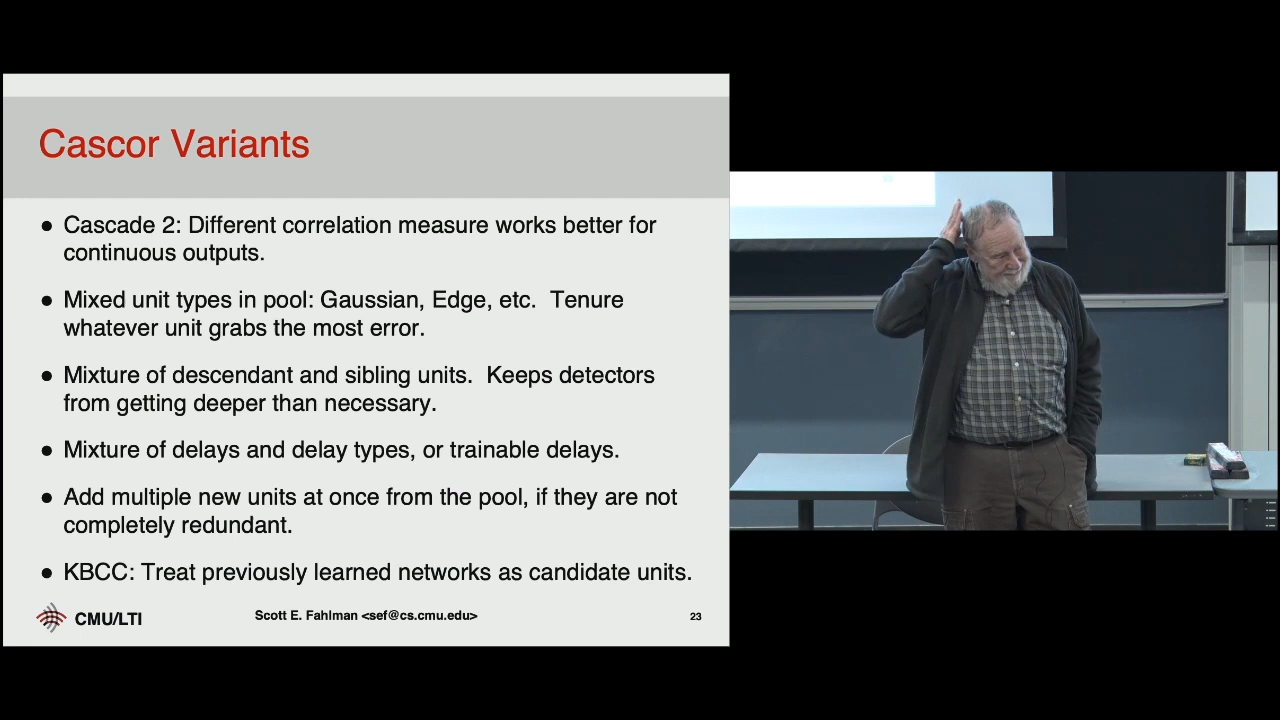 Cascor Variants
● Cascade 2: Different correlation measure works better for
continuous outputs.
● Mixed unit types in pool: Gaussian, Edge, etc.  Tenure
whatever unit grabs the most error.
● Mixture of descendant and sibling units.  Keeps detectors
from getting deeper than necessary.
● Mixture of delays and delay types, or trainable delays.
● Add multiple new units at once from the pool, if they are not
completely redundant.
● KBCC: Treat previously learned networks as candidate units.
CMU/LTI
Scott E. Fahlman <sef@cs.cmu.edu>
23